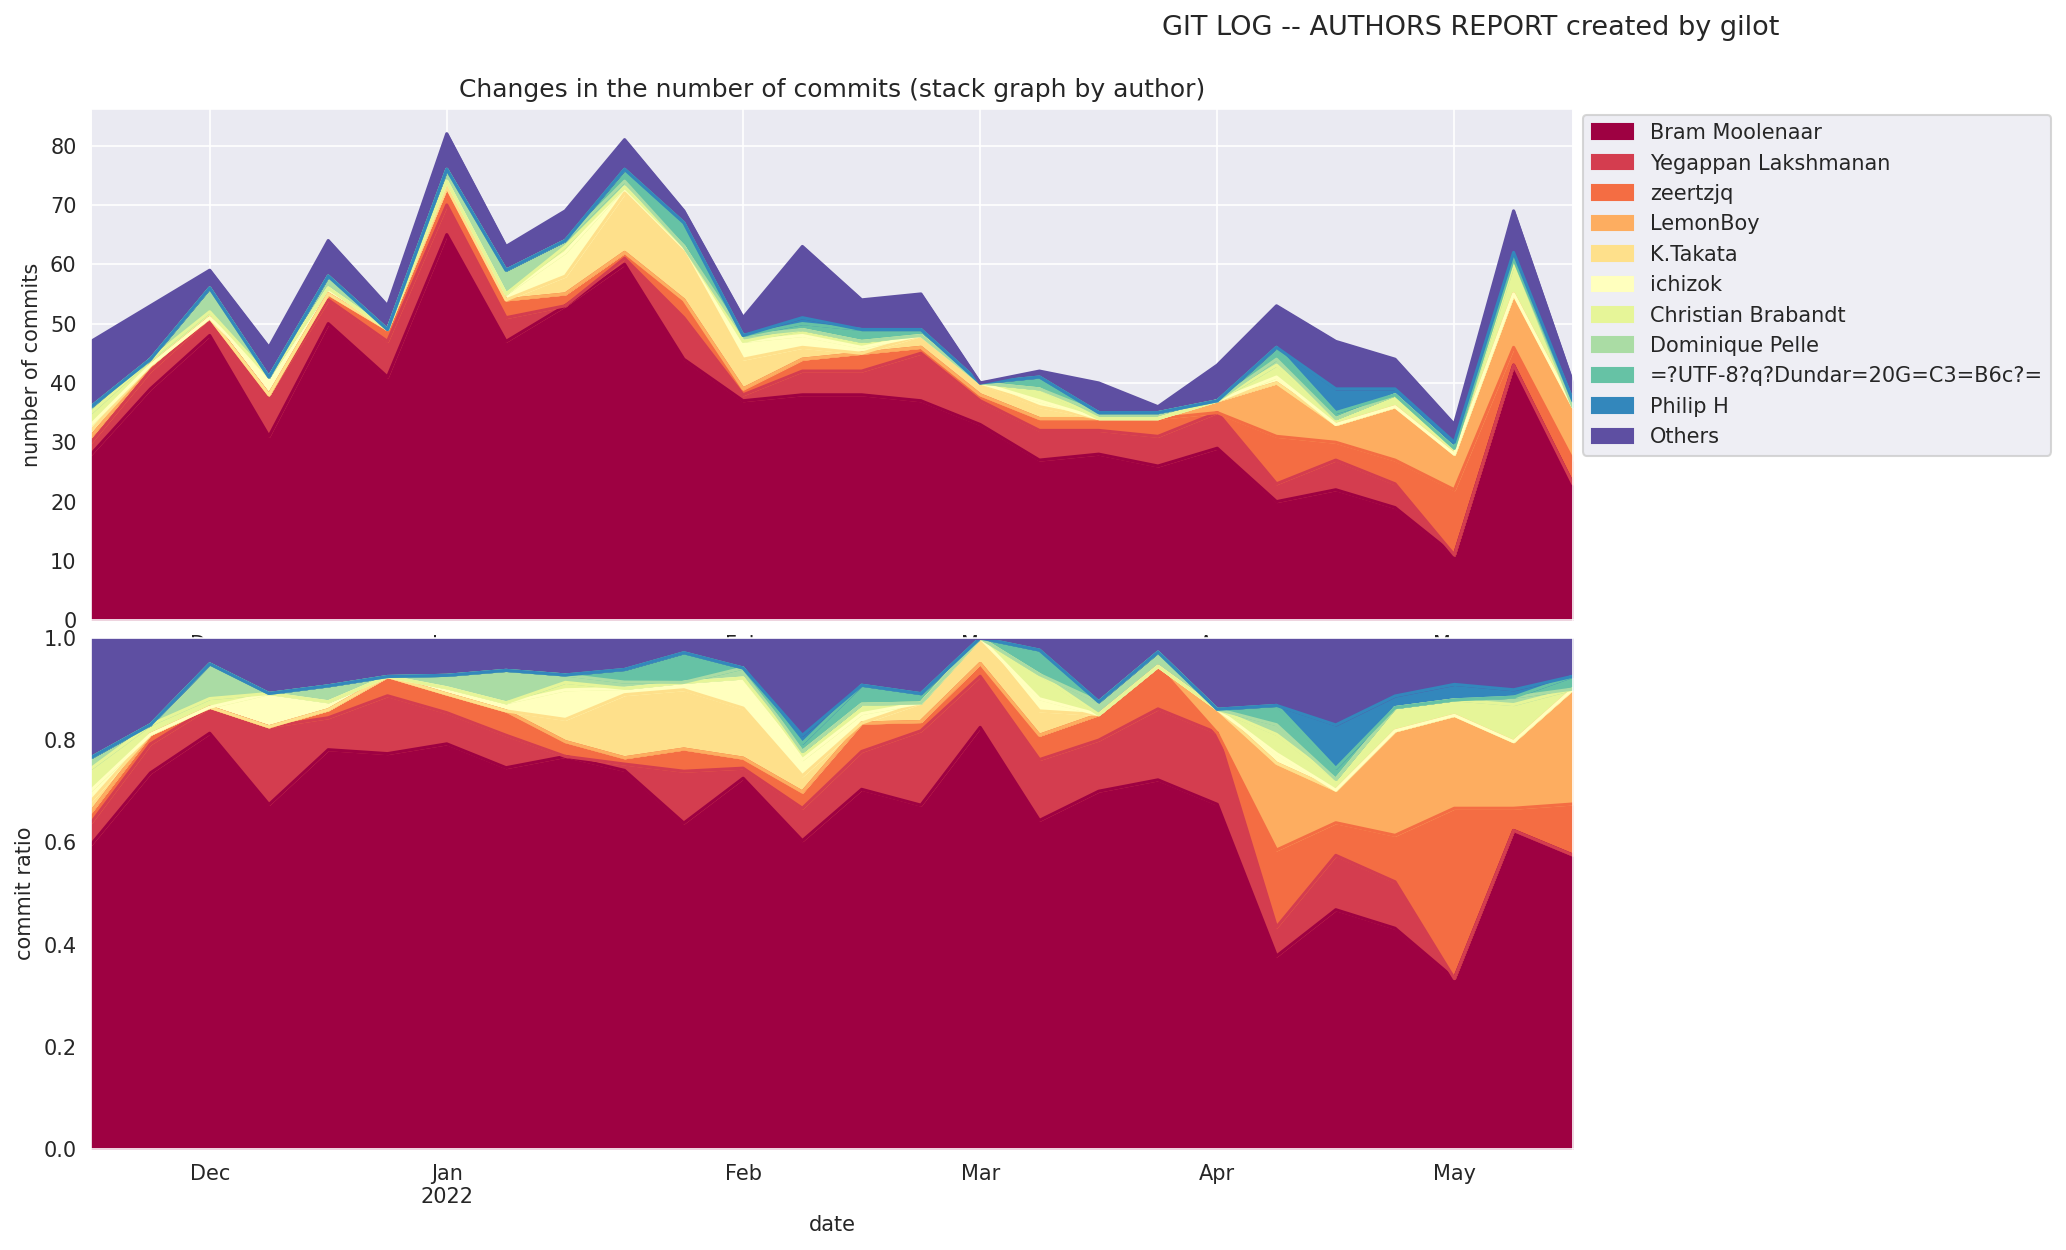 GIT LOG -- AUTHORS REPORT created by gilot
Changes in the number of commits (stack graph by author)
number of commits
80
70
60
50
40
30
20
10
0
Bram Moolenaar
Yegappan Lakshmanan
zeertzjq
LemonBoy
K.Takata
ichizok
Christian Brabandt
Dominique Pelle
=?UTF-8?q?Dundar=20G=C3=B6c?=
Philip H
Others
commit ratio
1.0
0.8
0.6
0.4
0.2
0.0
Dec Jan Feb Mar Apr May
2022
date